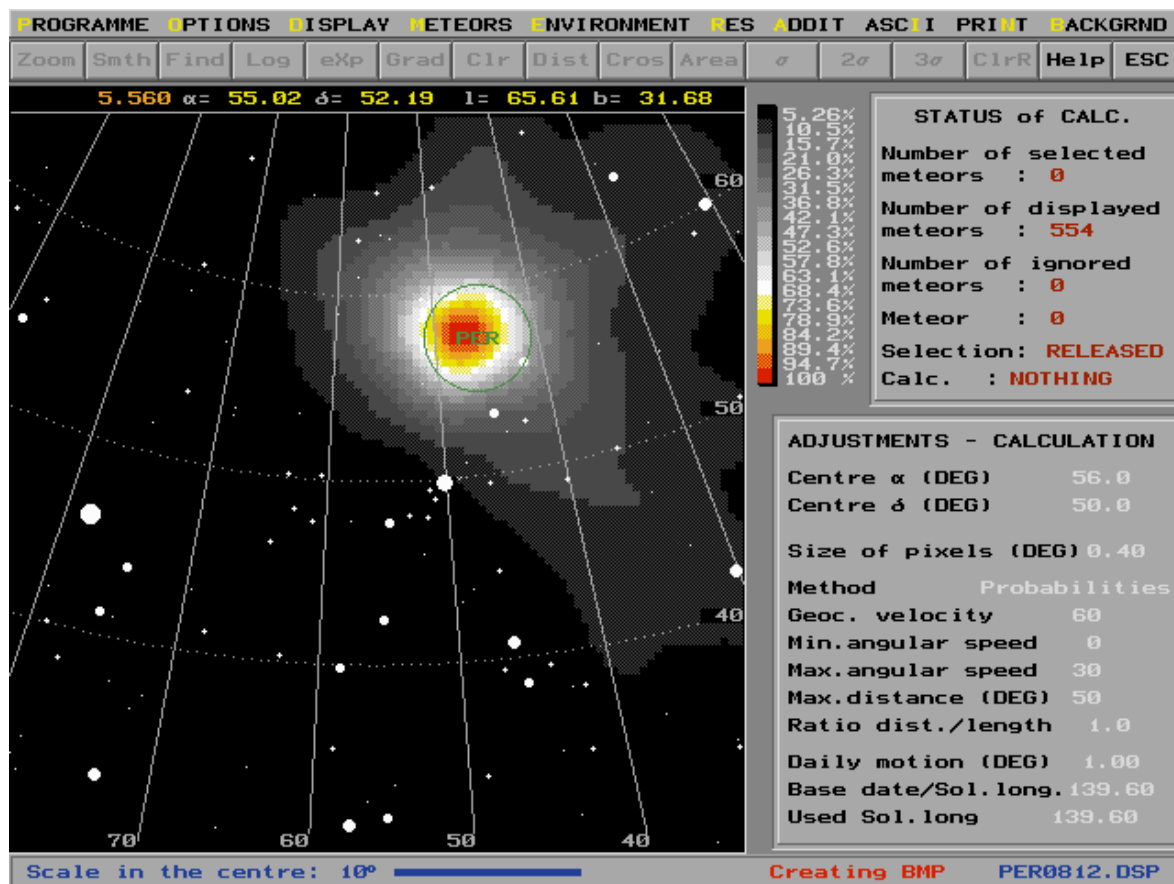 PROGRAMME OPTIONS DISPLAY METEORS ENVIRONMENT RES ADDIT ASCII PRINT BACKGRND
Zoom Smth Find Log eXp Grad Clr Dist Cros Area σ 2σ 3σ ClrR Help ESC
5.560 α= 55.02 δ= 52.19 l= 65.61 b= 31.68
60
PER
50
40
70 60 50 40
5.26%
10.5%
15.7%
21.0%
26.3%
31.5%
36.8%
42.1%
47.3%
52.6%
57.8%
63.1%
68.4%
73.6%
78.9%
84.2%
89.4%
94.7%
100 %
STATUS of CALC.
Number of selected
meteors : 0
Number of displayed
meteors : 554
Number of ignored
meteors : 0
Meteor : 0
Selection: RELEASED
Calc. : NOTHING
ADJUSTMENTS - CALCULATION
Centre α (DEG) 56.0
Centre δ (DEG) 50.0
Size of pixels (DEG) 0.40
Method Probabilities
Geoc. velocity 60
Min.angular speed 0
Max.angular speed 30
Max.distance (DEG) 50
Ratio dist./length 1.0
Daily motion (DEG) 1.00
Base date/Sol.long. 139.60
Used Sol.long 139.60
Scale in the centre: 10º Creating BMP PER0812.DSP